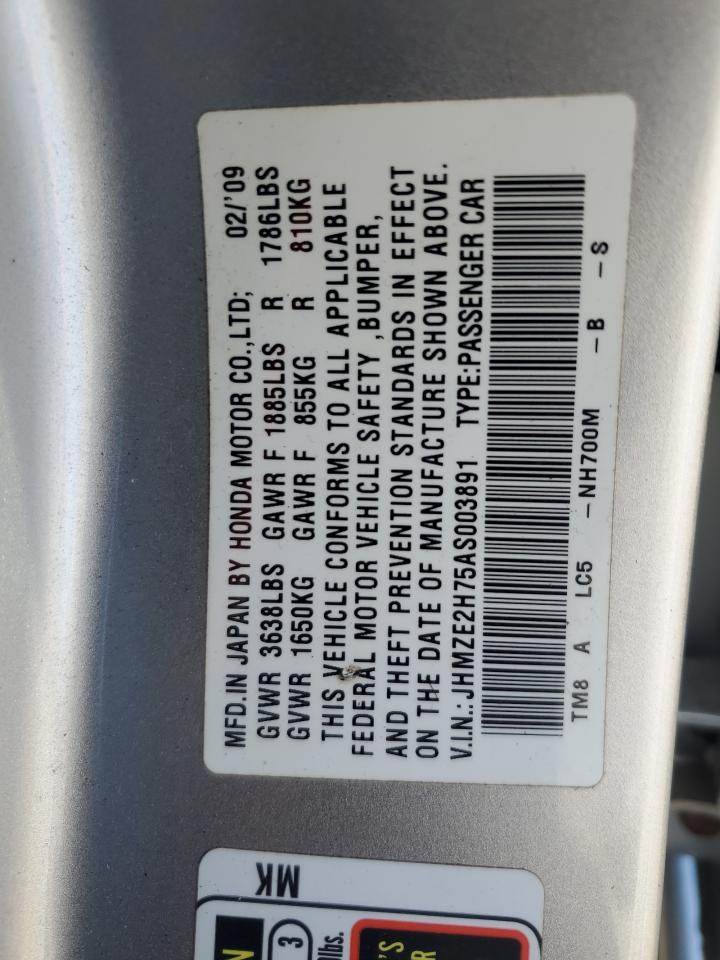 MFD.IN JAPAN BY HONDA MOTOR CO.,LTD; 02/'09
GVWR 3638LBS GAWR F 1885LBS R 1786LBS
GVWR 1650KG GAWR F 855KG R 810KG
THIS VEHICLE CONFORMS TO ALL APPLICABLE
FEDERAL MOTOR VEHICLE SAFETY ,BUMPER,
AND THEFT PREVENTION STANDARDS IN EFFECT
ON THE DATE OF MANUFACTURE SHOWN ABOVE.
V.I.N.: JHMZE2H75AS003891 TYPE:PASSENGER CAR
TM8 A LC5 -NH700M -B -S
MK
N
3
lbs.
'S
R